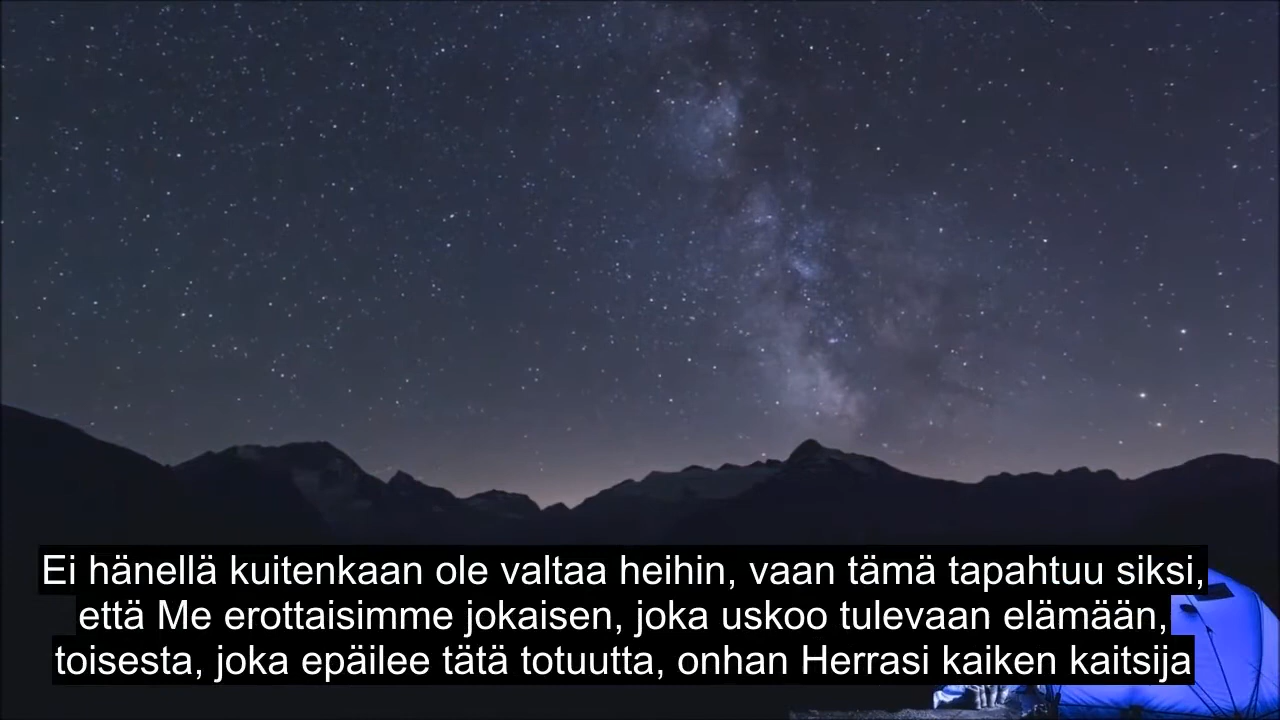 Ei hänellä kuitenkaan ole valtaa heihin, vaan tämä tapahtuu siksi,
että Me erottaisimme jokaisen, joka uskoo tulevaan elämään,
toisesta, joka epäilee tätä totuutta, onhan Herrasi kaiken kaitsija